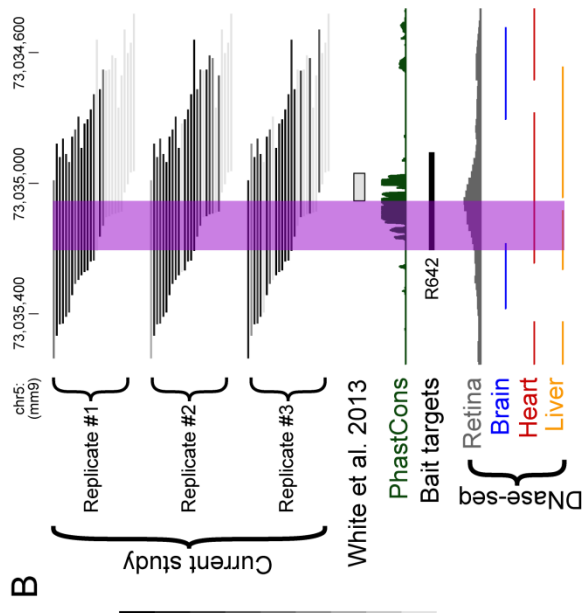 B
chr5:
(mm9)
73,035,400
73,035,000
73,034,600
Current study
Replicate #1
Replicate #2
Replicate #3
White et al. 2013
PhastCons
Bait targets
R642
DNase-seq
Retina
Brain
Heart
Liver